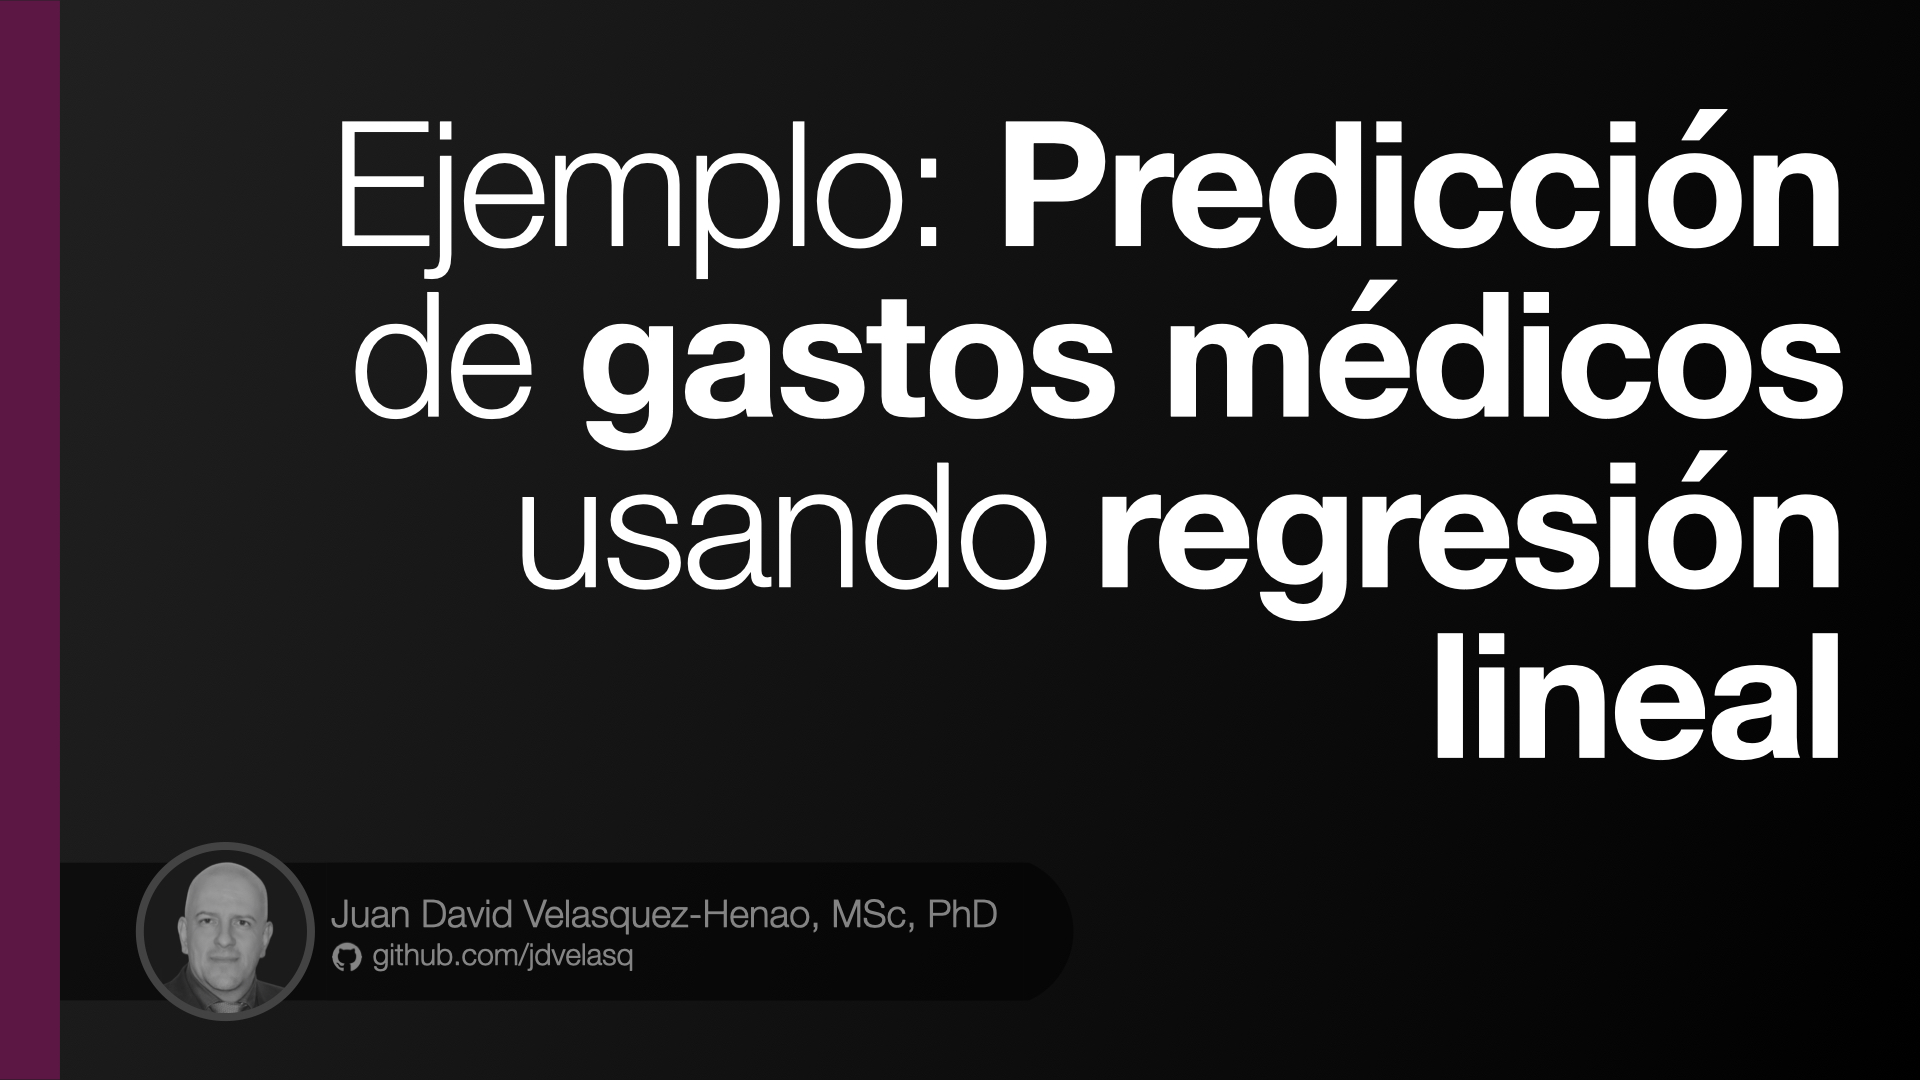 Ejemplo: Predicción
de gastos médicos
usando regresión
lineal
Juan David Velasquez-Henao, MSc, PhD
github.com/jdvelasq